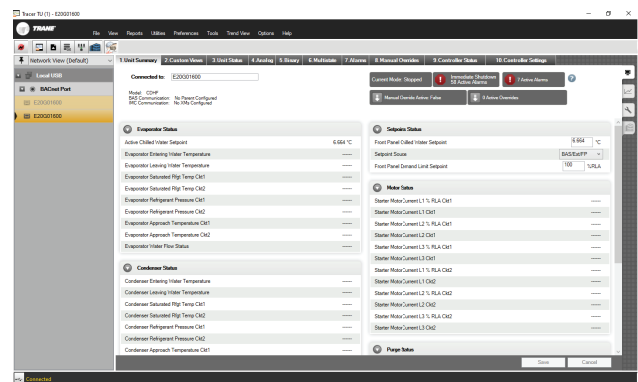 Tracer TU (1) - E20G01600
TRANE
File View Reports Utilities Preferences Tools Trend View Options Help
Network View (Default)
Local USB
BACnet Port
E20G01600
E20G01600
1.Unit Summary 2.Custom Views 3.Unit Status 4.Analog 5.Binary 6.Multistate 7.Alarms 8.Manual Overrides 9.Controller Status 10.Controller Settings
Connected to: E20G01600
Model: CDHF
BAS Communication: No Parent Configured
IMC Communication: No XMs Configured
Current Mode: Stopped
Immediate Shutdown
58 Active Alarms
7 Active Alarms
Manual Override Active: False
0 Active Overrides
Evaporator Status
Active Chilled Water Setpoint 6.664 °C
Evaporator Entering Water Temperature -----
Evaporator Leaving Water Temperature -----
Evaporator Saturated Rfgt Temp Ckt1 -----
Evaporator Saturated Rfgt Temp Ckt2 -----
Evaporator Refrigerant Pressure Ckt1 -----
Evaporator Refrigerant Pressure Ckt2 -----
Evaporator Approach Temperature Ckt1 -----
Evaporator Approach Temperature Ckt2 -----
Evaporator Water Flow Status -----
Condenser Status
Condenser Entering Water Temperature -----
Condenser Leaving Water Temperature -----
Condenser Saturated Rfgt Temp Ckt1 -----
Condenser Saturated Rfgt Temp Ckt2 -----
Condenser Refrigerant Pressure Ckt1 -----
Condenser Refrigerant Pressure Ckt2 -----
Condenser Approach Temperature Ckt1 -----
Setpoint Status
Front Panel Chilled Water Setpoint 6.664 °C
Setpoint Source BAS/Ext/FP
Front Panel Demand Limit Setpoint 100 %RLA
Motor Status
Starter Motor Current L1 % RLA Ckt1 -----
Starter Motor Current L1 Ckt1 -----
Starter Motor Current L2 % RLA Ckt1 -----
Starter Motor Current L2 Ckt1 -----
Starter Motor Current L3 % RLA Ckt1 -----
Starter Motor Current L3 Ckt1 -----
Starter Motor Current L1 % RLA Ckt2 -----
Starter Motor Current L1 Ckt2 -----
Starter Motor Current L2 % RLA Ckt2 -----
Starter Motor Current L2 Ckt2 -----
Starter Motor Current L3 % RLA Ckt2 -----
Starter Motor Current L3 Ckt2 -----
Purge Status
Save Cancel
Connected